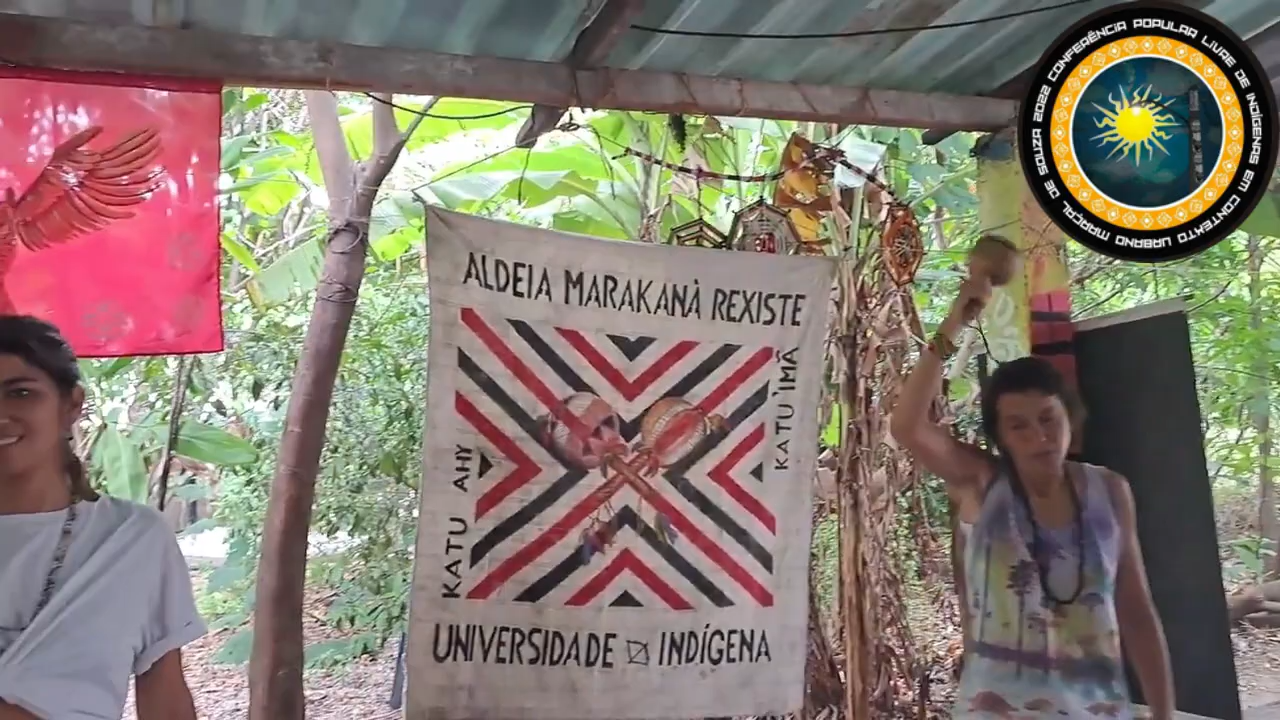 ALDEIA MARAKANÀ REXISTE
KATU AHY
KATU 'IMÃ
UNIVERSIDADE INDÍGENA
CONFERÊNCIA POPULAR LIVRE DE INDÍGENAS EM CONTEXTO URBANO MARÇAL DE SOUZA 2022